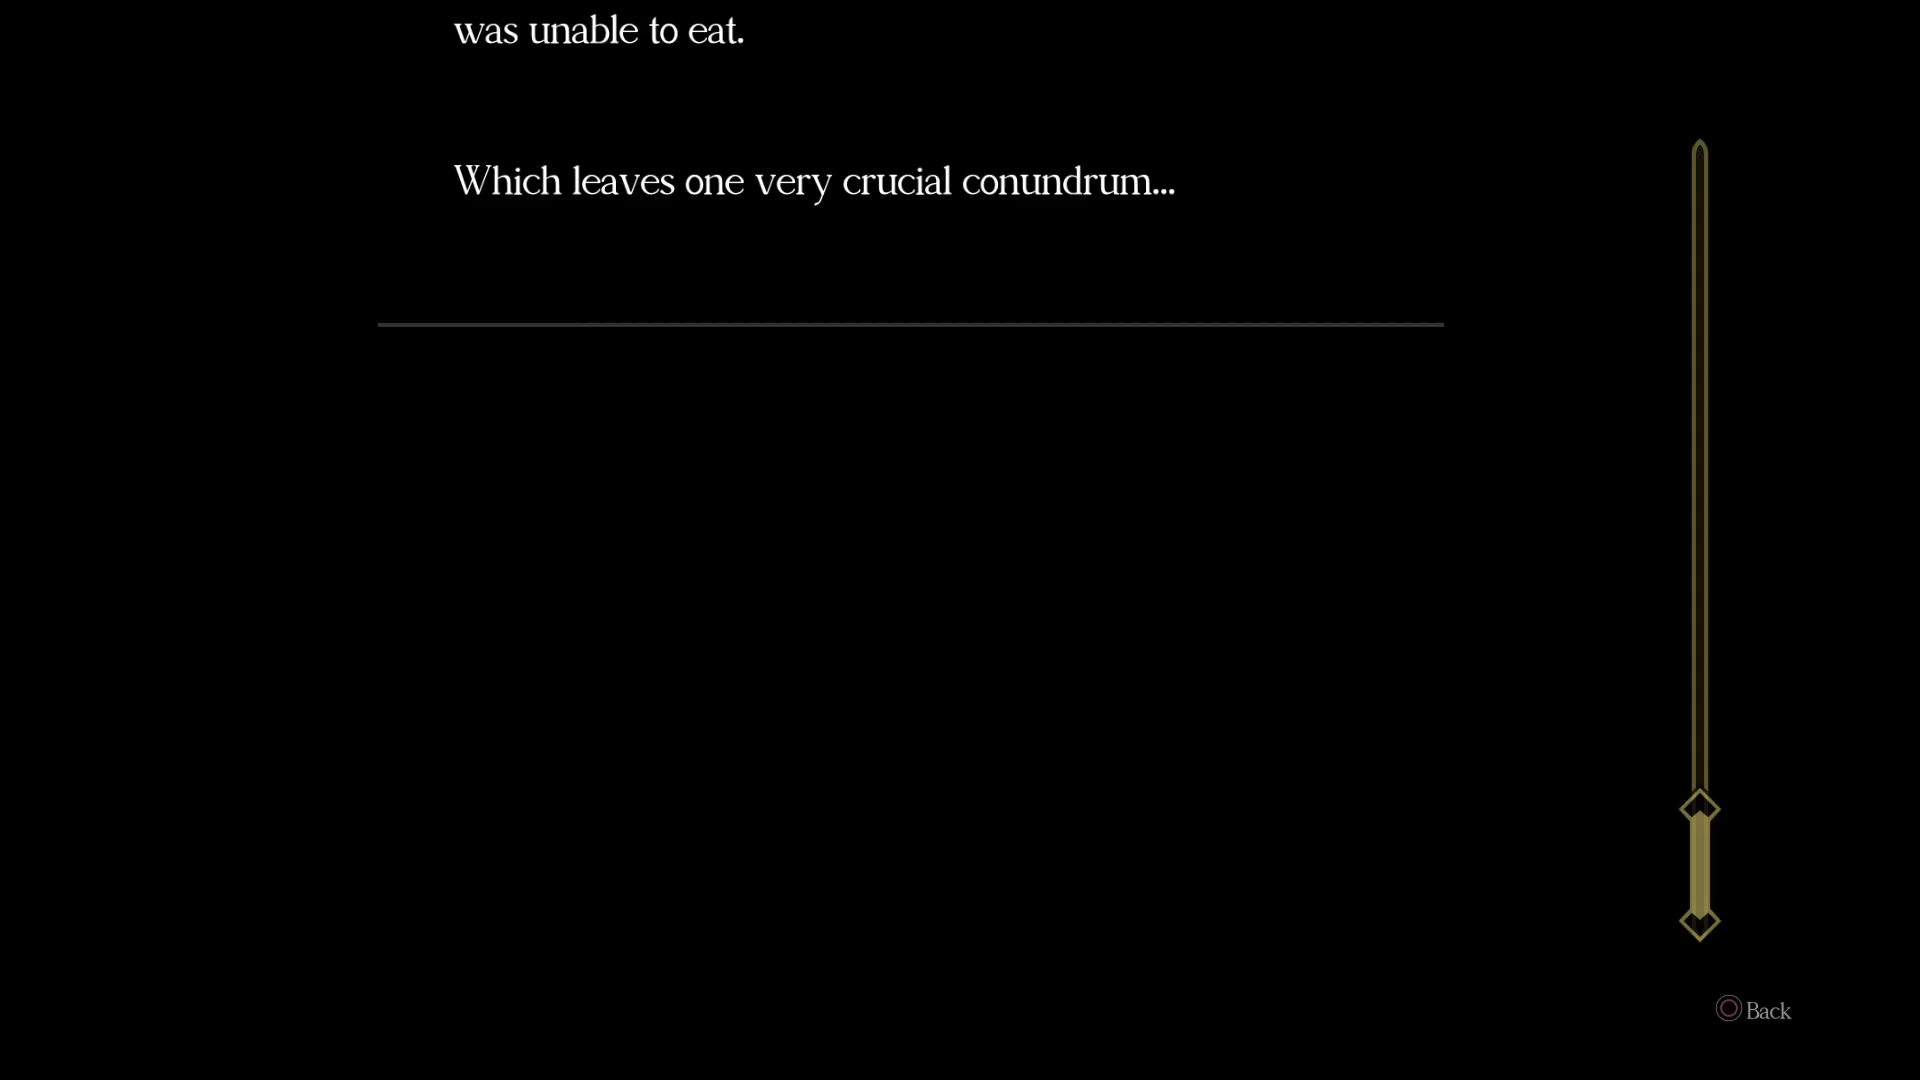 was unable to eat.
Which leaves one very crucial conundrum...
Back